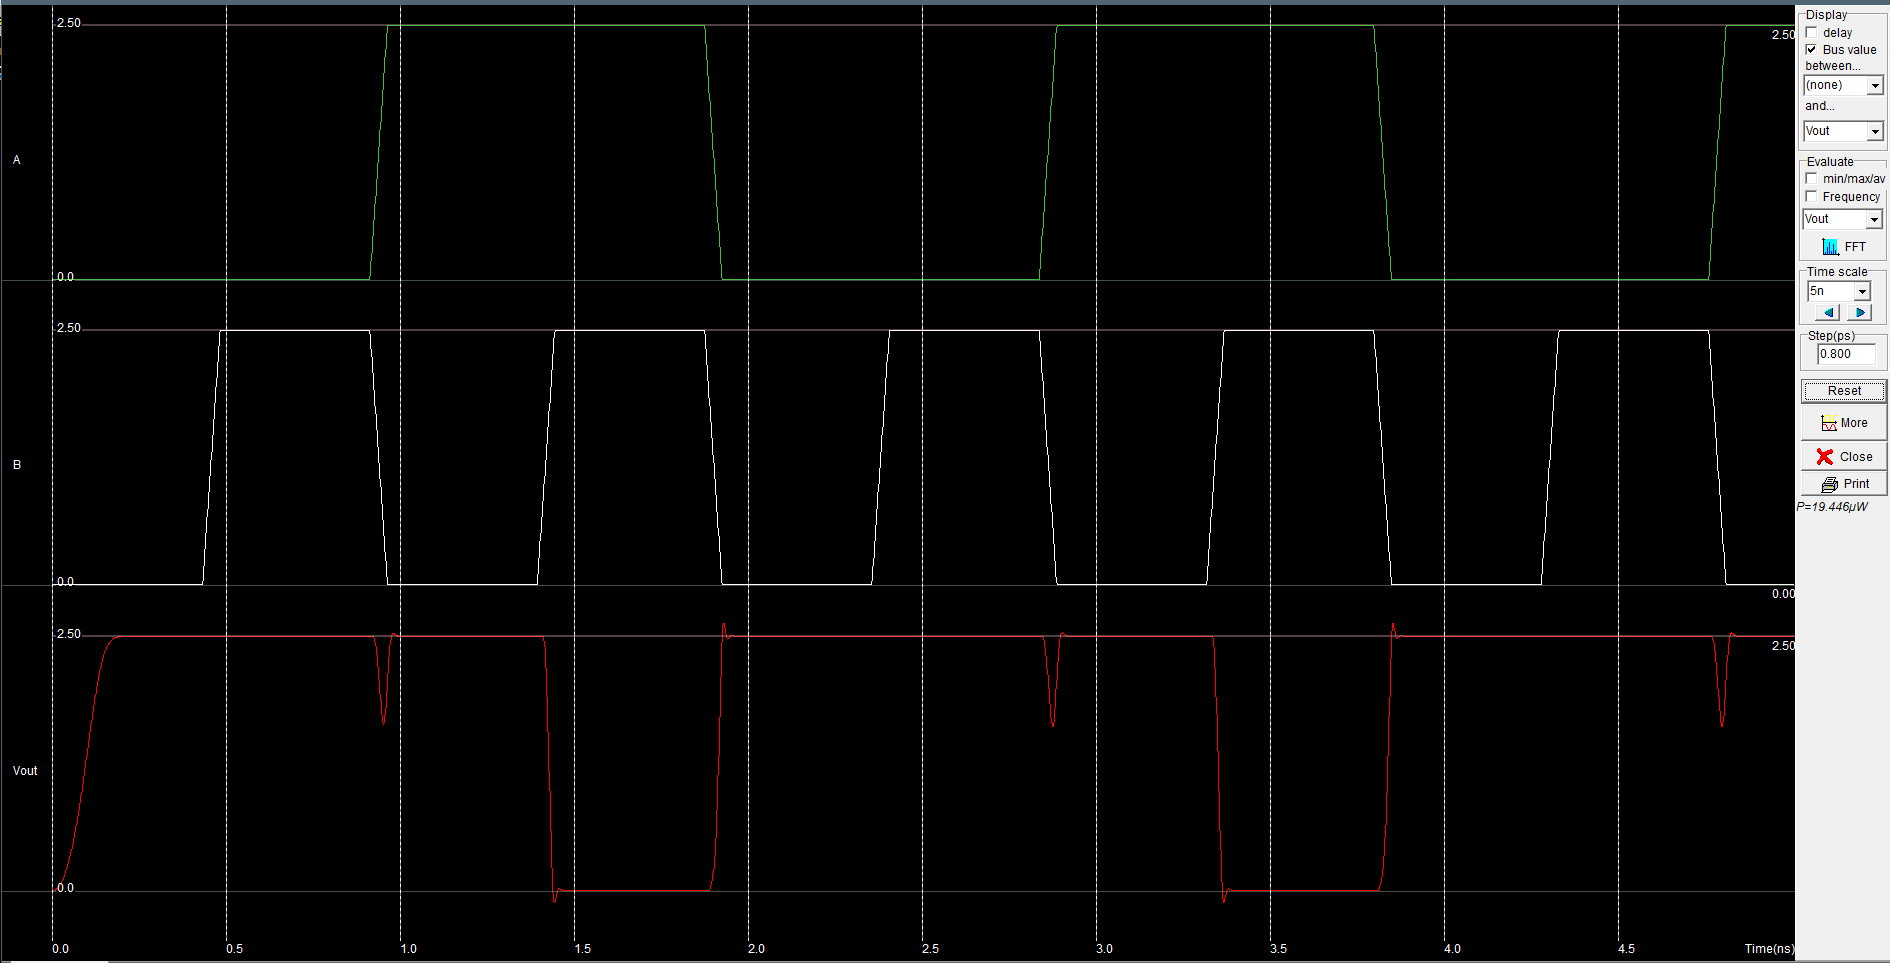 2.50
2.50
A
0.0
2.50
B
0.0
0.00
2.50
2.50
Vout
0.0
0.0 0.5 1.0 1.5 2.0 2.5 3.0 3.5 4.0 4.5 Time(ns)
Display
delay
Bus value
between...
(none)
and...
Vout
Evaluate
min/max/av
Frequency
Vout
FFT
Time scale
5n
Step(ps)
0.800
Reset
More
Close
Print
P=19.446µW